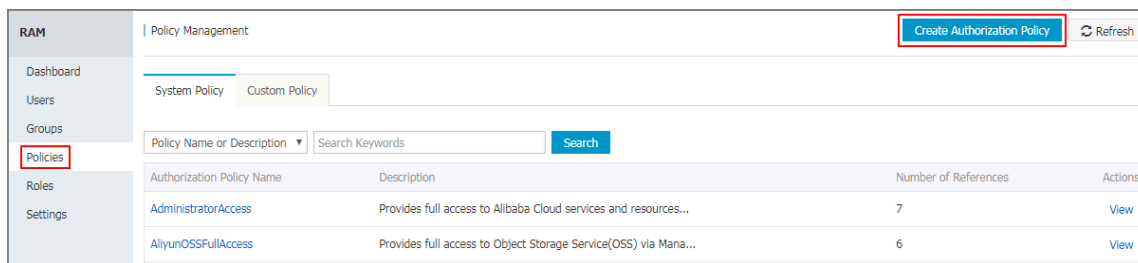 RAM
Policy Management
Create Authorization Policy
Refresh
Dashboard
Users
Groups
Policies
Roles
Settings
System Policy
Custom Policy
Policy Name or Description
Search Keywords
Search
Authorization Policy Name Description Number of References Actions
AdministratorAccess Provides full access to Alibaba Cloud services and resources... 7 View
AliyunOSSFullAccess Provides full access to Object Storage Service(OSS) via Mana... 6 View